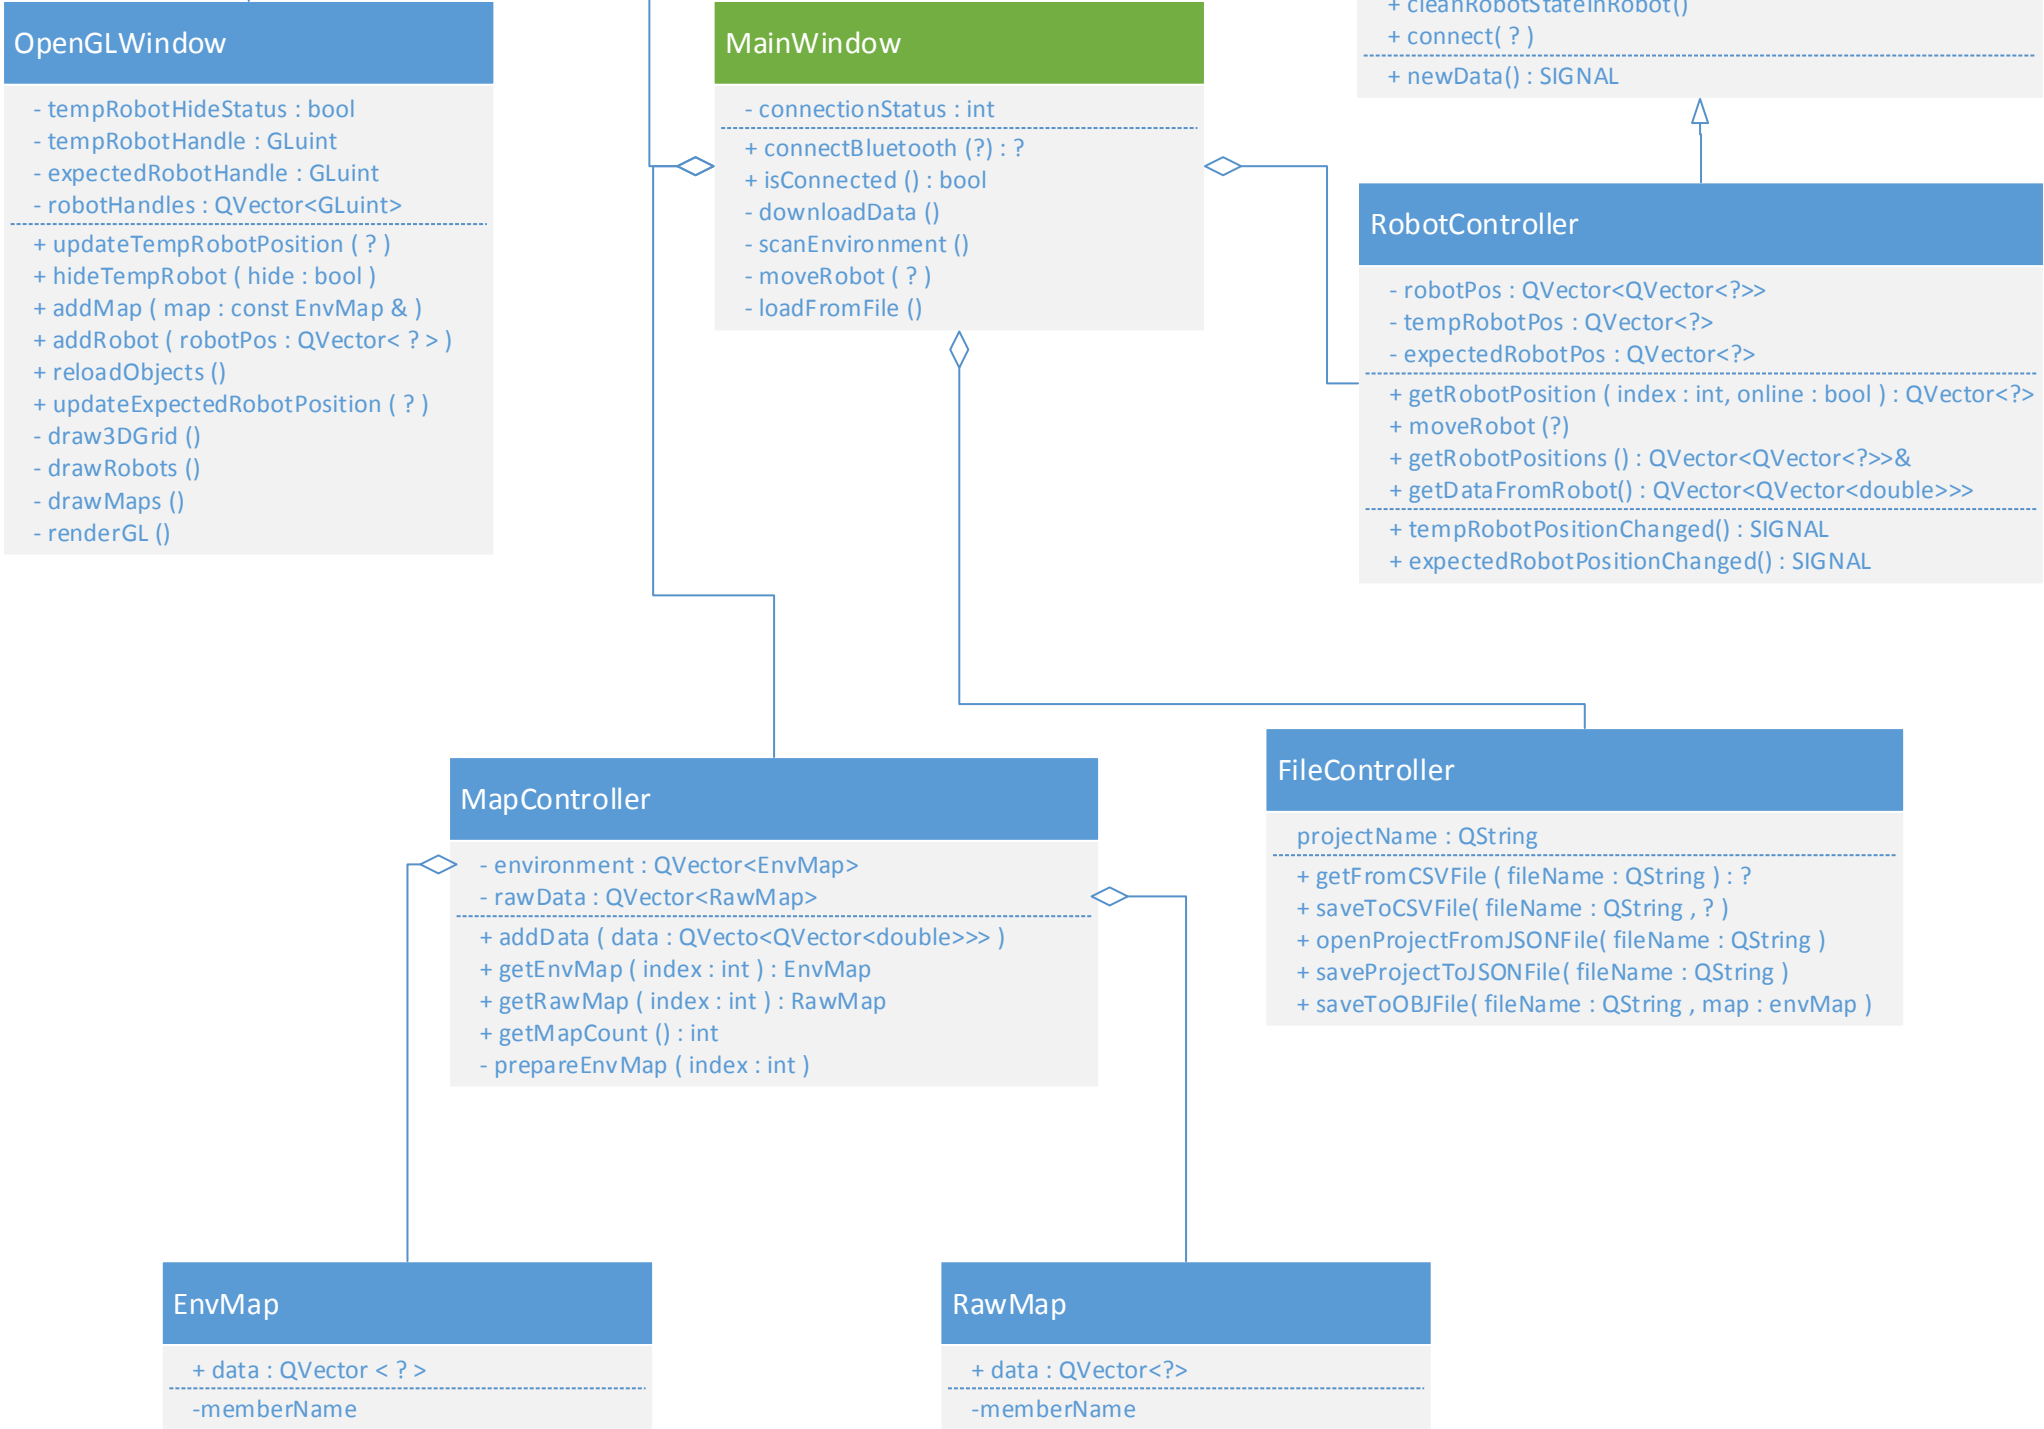 OpenGLWindow
- tempRobotHideStatus : bool
- tempRobotHandle : GLuint
- expectedRobotHandle : GLuint
- robotHandles : QVector<GLuint>
+ updateTempRobotPosition ( ? )
+ hideTempRobot ( hide : bool )
+ addMap ( map : const EnvMap & )
+ addRobot ( robotPos : QVector< ? > )
+ reloadObjects ()
+ updateExpectedRobotPosition ( ? )
- draw3DGrid ()
- drawRobots ()
- drawMaps ()
- renderGL ()
MainWindow
- connectionStatus : int
+ connectBluetooth (?) : ?
+ isConnected () : bool
- downloadData ()
- scanEnvironment ()
- moveRobot ( ? )
- loadFromFile ()
+ cleanRobotStateInRobot()
+ connect( ? )
+ newData() : SIGNAL
RobotController
- robotPos : QVector<QVector<?>>
- tempRobotPos : QVector<?>
- expectedRobotPos : QVector<?>
+ getRobotPosition ( index : int, online : bool ) : QVector<?>
+ moveRobot (?)
+ getRobotPositions () : QVector<QVector<?>>&
+ getDataFromRobot() : QVector<QVector<double>>>
+ tempRobotPositionChanged() : SIGNAL
+ expectedRobotPositionChanged() : SIGNAL
MapController
- environment : QVector<EnvMap>
- rawData : QVector<RawMap>
+ addData ( data : QVecto<QVector<double>>> )
+ getEnvMap ( index : int ) : EnvMap
+ getRawMap ( index : int ) : RawMap
+ getMapCount () : int
- prepareEnvMap ( index : int )
FileController
projectName : QString
+ getFromCSVFile ( fileName : QString ) : ?
+ saveToCSVFile( fileName : QString , ? )
+ openProjectFromJSONFile( fileName : QString )
+ saveProjectToJSONFile( fileName : QString )
+ saveToOBJFile( fileName : QString , map : envMap )
EnvMap
+ data : QVector < ? >
-memberName
RawMap
+ data : QVector<?>
-memberName